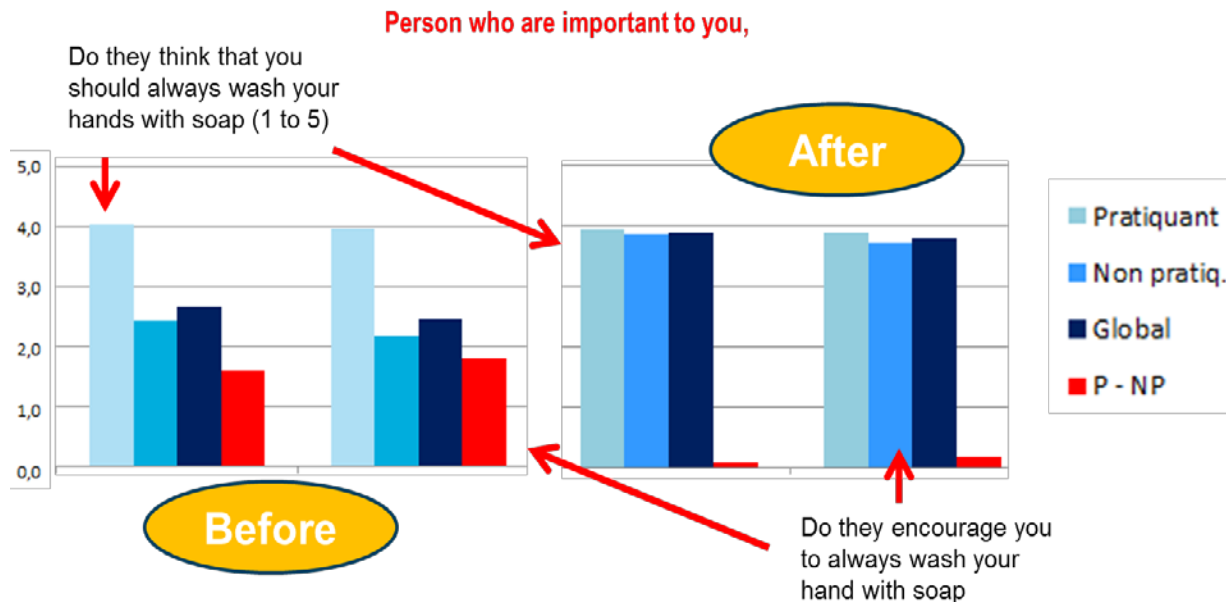 Person who are important to you,
Do they think that you
should always wash your
hands with soap (1 to 5)
After
5,0
4,0
3,0
2,0
1,0
0,0
Pratiquant
Non pratiq.
Global
P - NP
Before
Do they encourage you
to always wash your
hand with soap